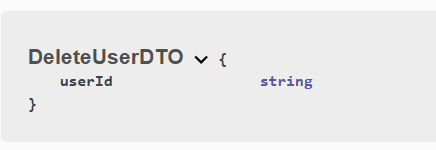 DeleteUserDTO {
userId string
}